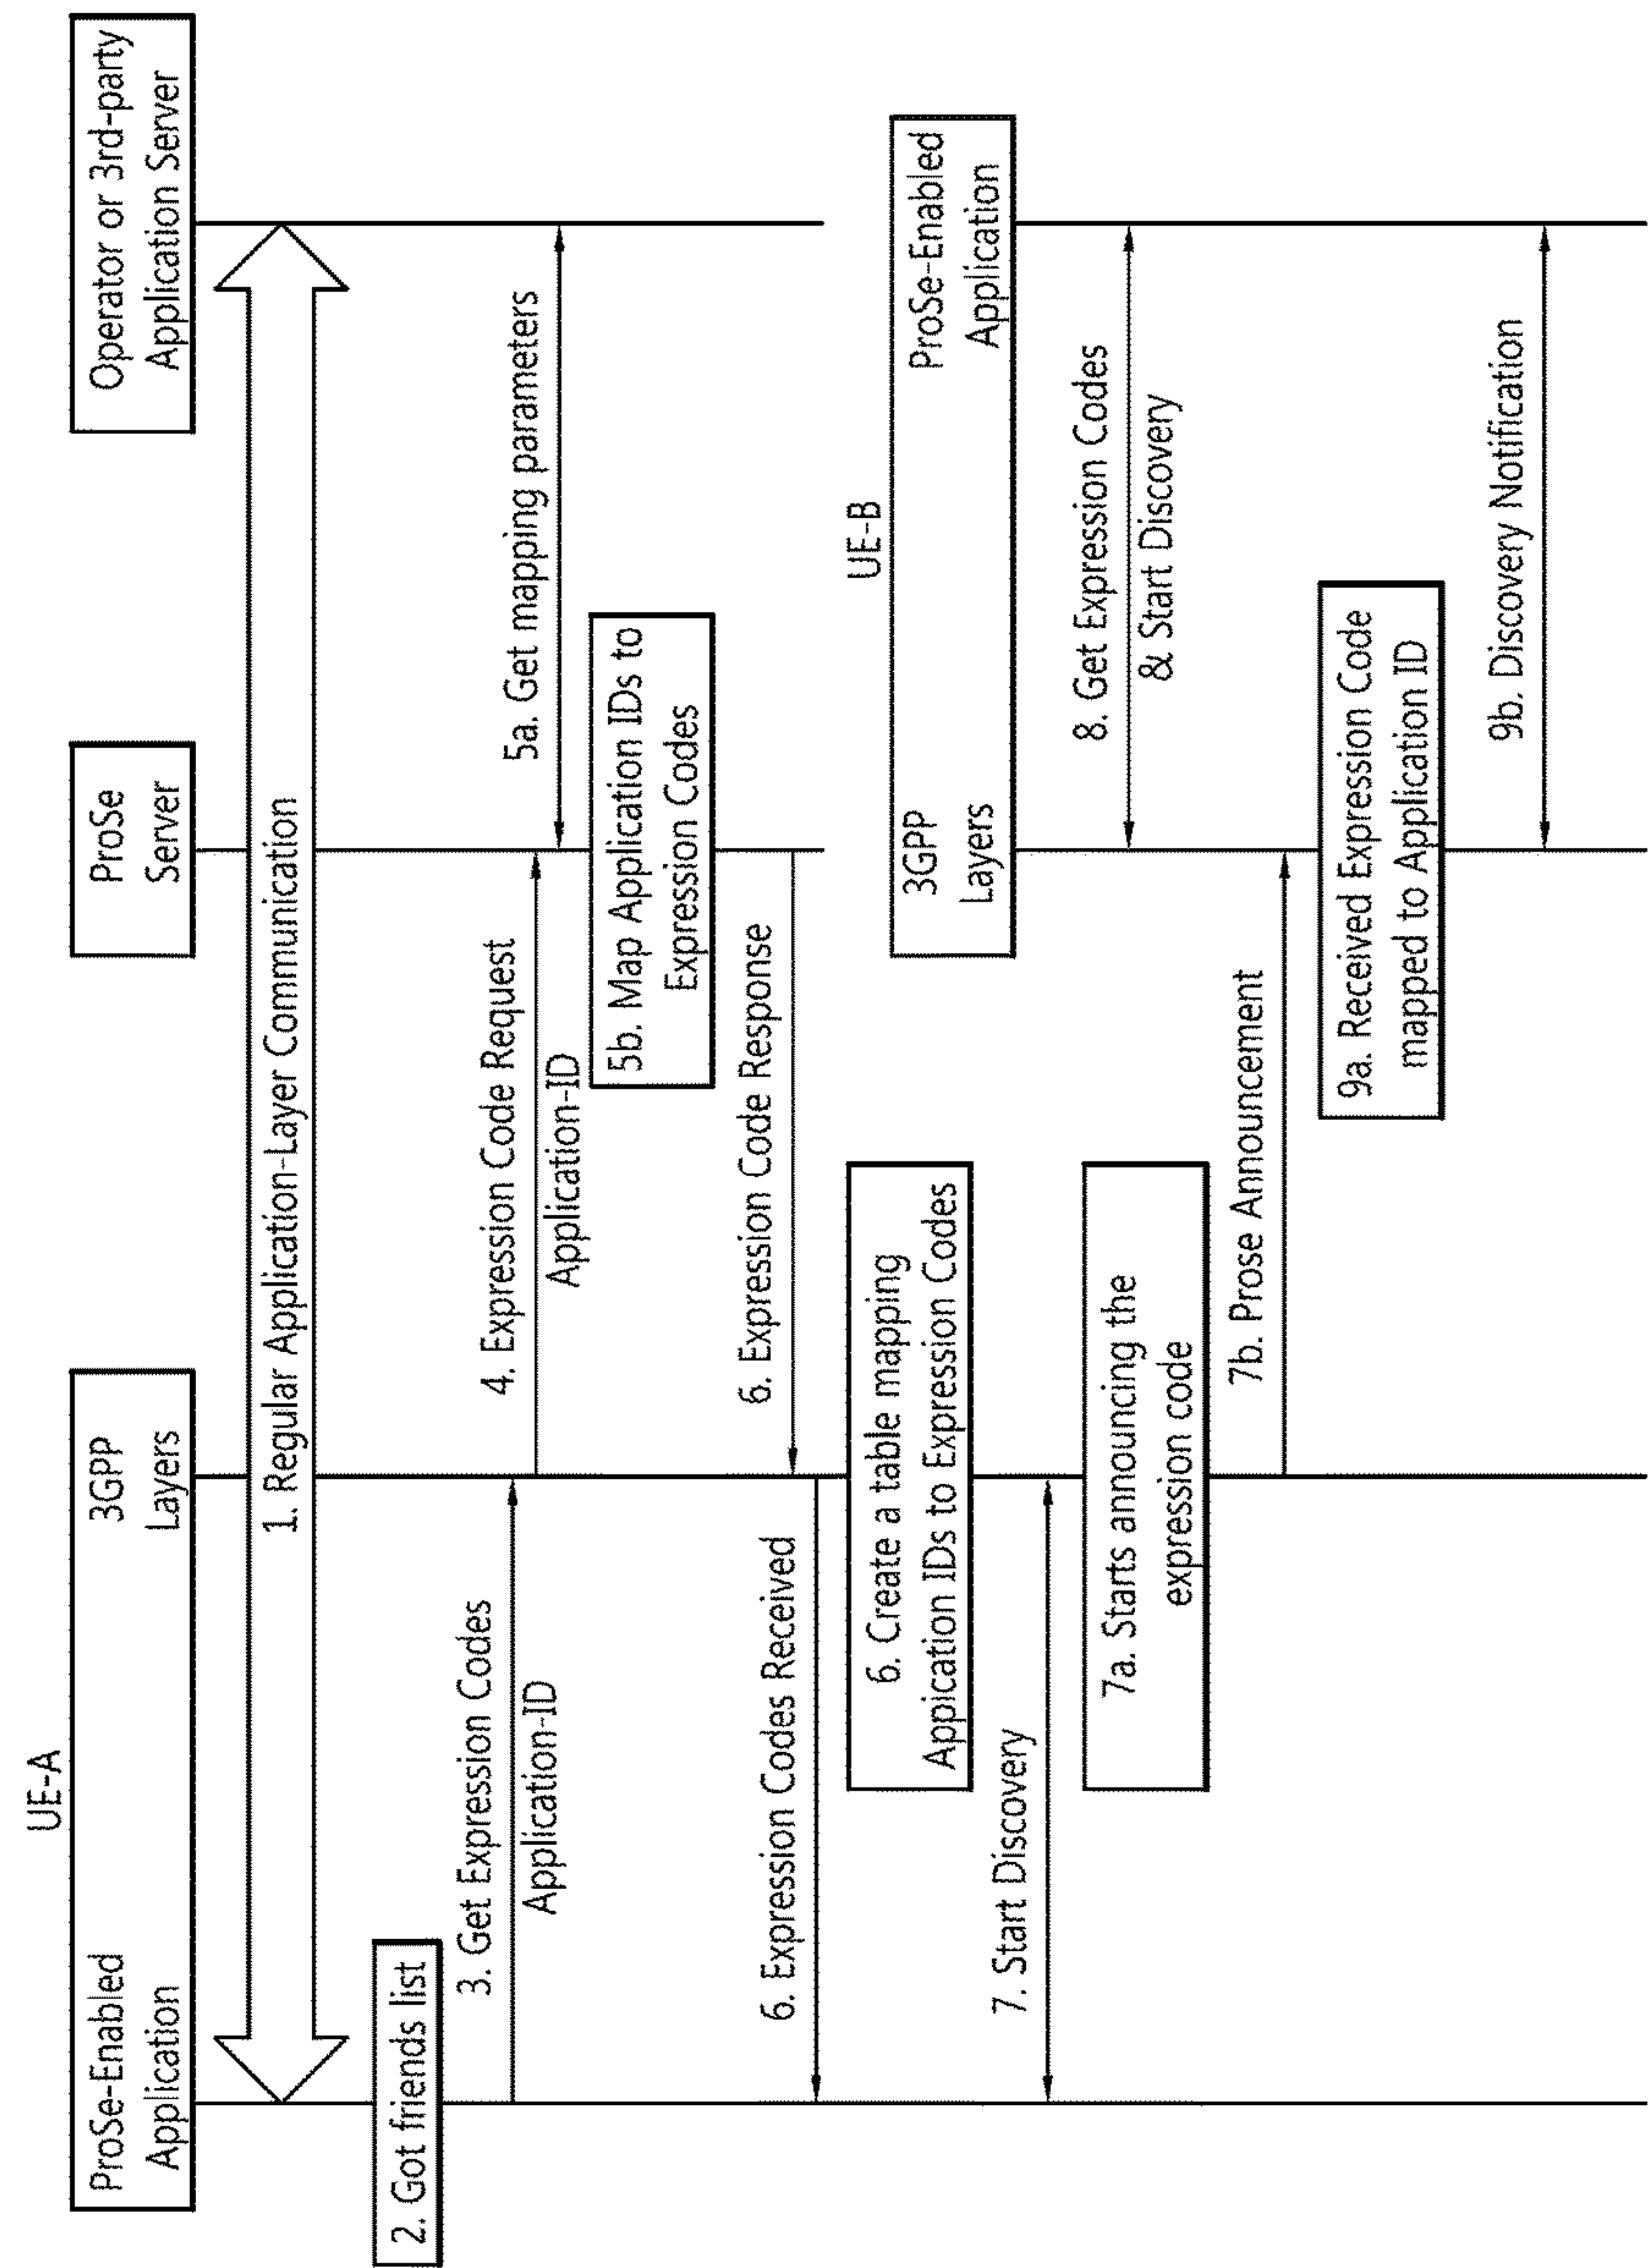 UE-A
ProSe-Enabled
Application
3GPP
Layers
ProSe
Server
Operator or 3rd-party
Application Server
1. Regular Application-Layer Communication
2. Got friends list
3. Get Expression Codes
Application-ID
4. Expression Code Request
Application-ID
5a. Get mapping parameters
5b. Map Application IDs to
Expression Codes
6. Expression Code Response
6. Expression Codes Received
6. Create a table mapping
Appication IDs to Expression Codes
UE-B
3GPP
Layers
ProSe-Enabled
Application
7. Start Discovery
7a. Starts announcing the
expression code
8. Get Expression Codes
& Start Discovery
7b. Prose Announcement
9a. Received Expression Code
mapped to Application ID
9b. Discovery Notification